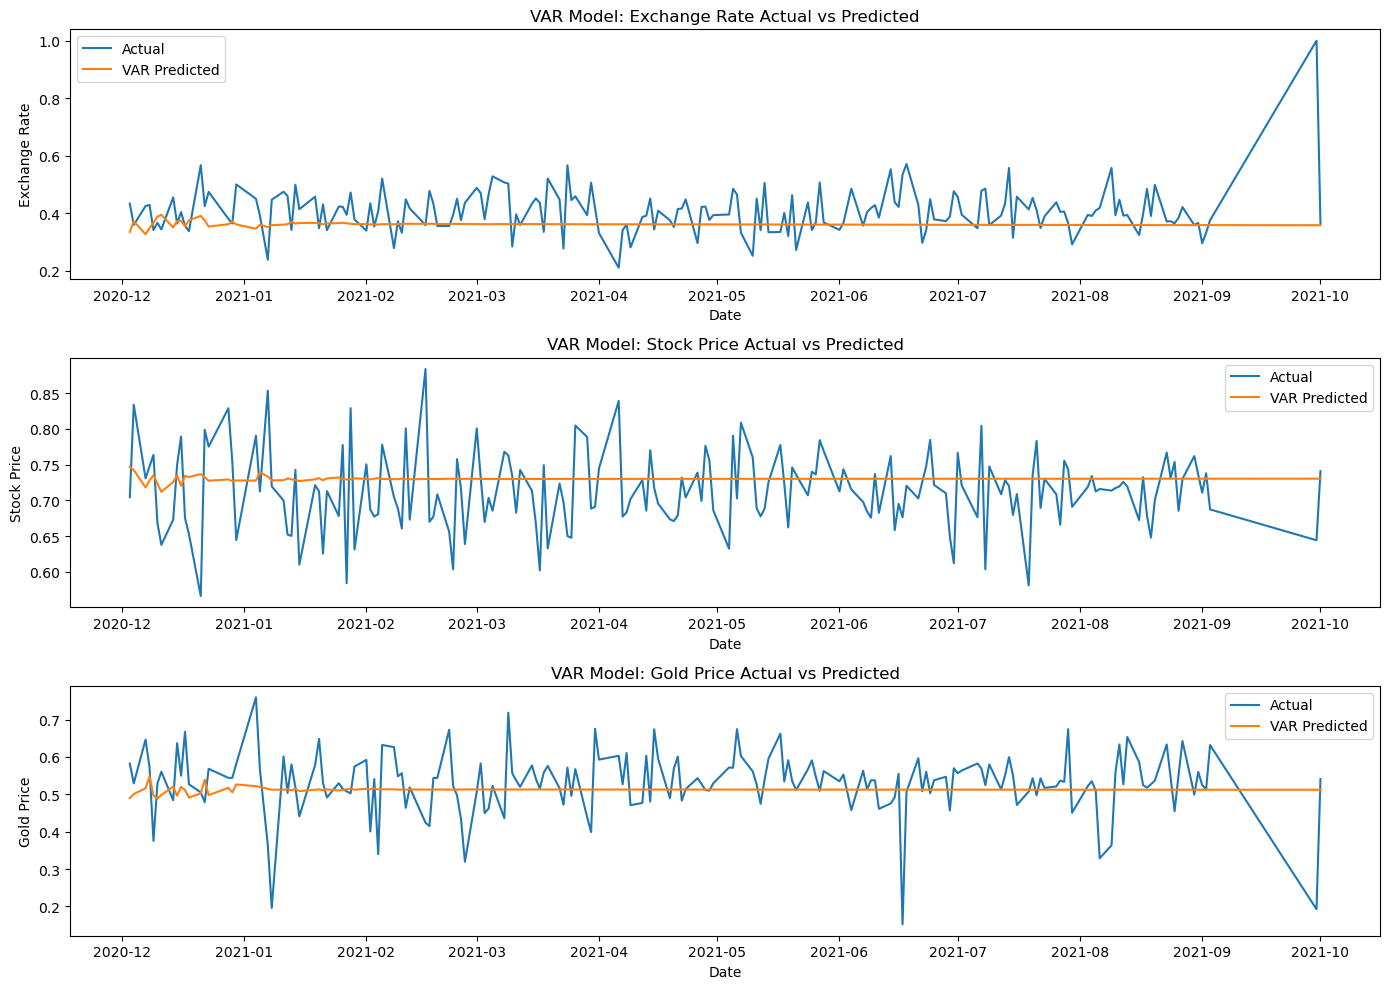 VAR Model: Exchange Rate Actual vs Predicted
Actual
VAR Predicted
Exchange Rate
1.0
0.8
0.6
0.4
0.2
2020-12 2021-01 2021-02 2021-03 2021-04 2021-05 2021-06 2021-07 2021-08 2021-09 2021-10
Date
VAR Model: Stock Price Actual vs Predicted
Actual
VAR Predicted
Stock Price
0.85
0.80
0.75
0.70
0.65
0.60
2020-12 2021-01 2021-02 2021-03 2021-04 2021-05 2021-06 2021-07 2021-08 2021-09 2021-10
Date
VAR Model: Gold Price Actual vs Predicted
Actual
VAR Predicted
Gold Price
0.7
0.6
0.5
0.4
0.3
0.2
2020-12 2021-01 2021-02 2021-03 2021-04 2021-05 2021-06 2021-07 2021-08 2021-09 2021-10
Date